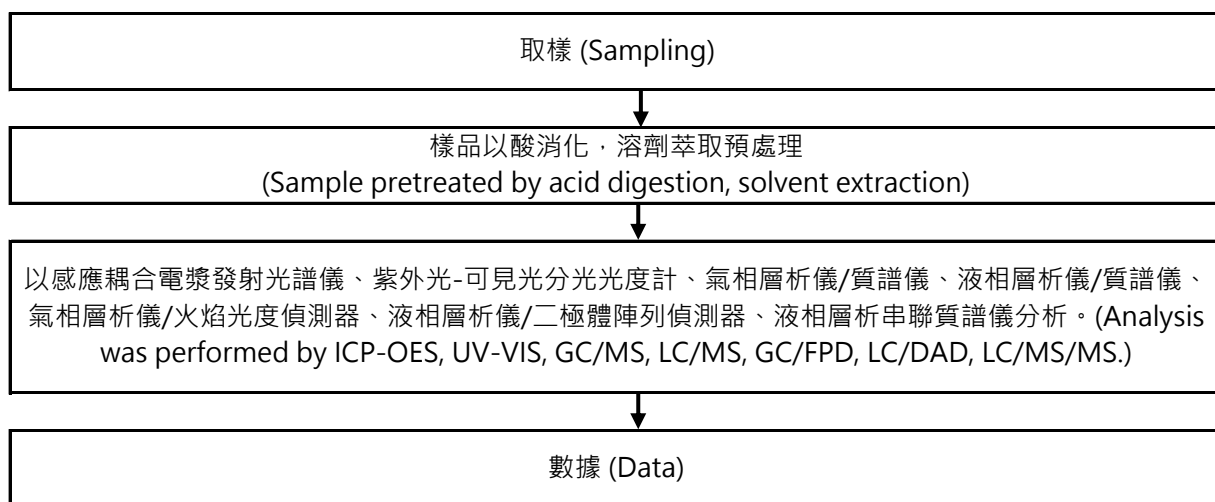 取樣 (Sampling)
樣品以酸消化，溶劑萃取預處理
(Sample pretreated by acid digestion, solvent extraction)
以感應耦合電漿發射光譜儀、紫外光-可見光分光光度計、氣相層析儀/質譜儀、液相層析儀/質譜儀、
氣相層析儀/火焰光度偵測器、液相層析儀/二極體陣列偵測器、液相層析串聯質譜儀分析。(Analysis
was performed by ICP-OES, UV-VIS, GC/MS, LC/MS, GC/FPD, LC/DAD, LC/MS/MS.)
數據 (Data)